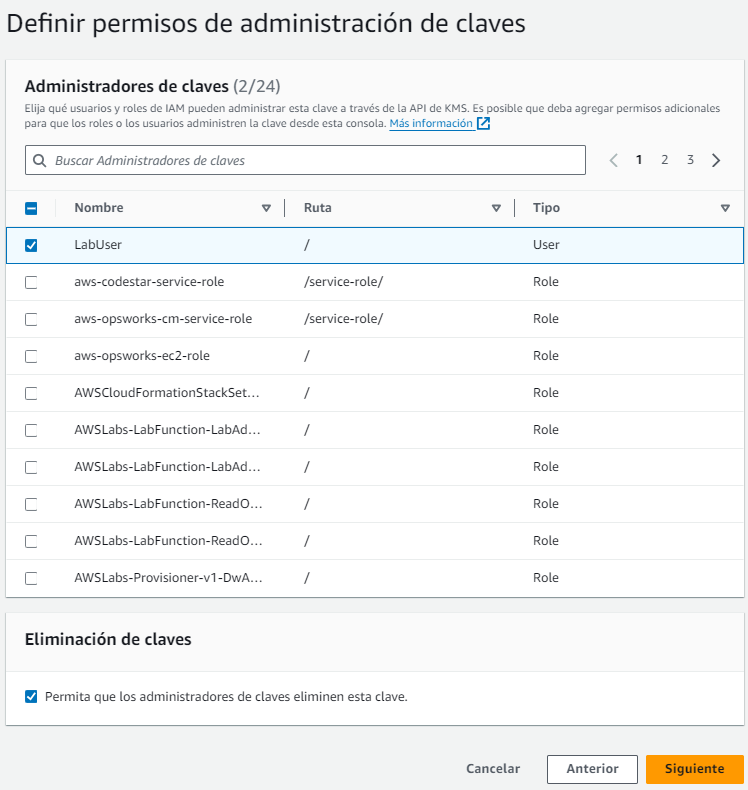 Definir permisos de administración de claves
Administradores de claves (2/24)
Elija qué usuarios y roles de IAM pueden administrar esta clave a través de la API de KMS. Es posible que deba agregar permisos adicionales
para que los roles o los usuarios administren la clave desde esta consola. Más información
Buscar Administradores de claves
1 2 3
Nombre Ruta Tipo
LabUser / User
aws-codestar-service-role /service-role/ Role
aws-opsworks-cm-service-role /service-role/ Role
aws-opsworks-ec2-role / Role
AWSCloudFormationStackSet... / Role
AWSLabs-LabFunction-LabAd... / Role
AWSLabs-LabFunction-LabAd... / Role
AWSLabs-LabFunction-ReadO... / Role
AWSLabs-LabFunction-ReadO... / Role
AWSLabs-Provisioner-v1-DwA... / Role
Eliminación de claves
Permita que los administradores de claves eliminen esta clave.
Cancelar Anterior Siguiente